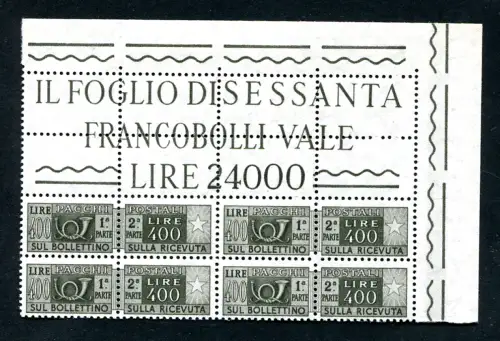 IL FOGLIO DI SESSANTA
FRANCOBOLLI VALE
LIRE 24000
LIRE PACCHI POSTALI LIRE PACCHI POSTALI
400 1ª PARTE 2ª PARTE LIRE 400 400 1ª PARTE 2ª PARTE LIRE 400
SUL BOLLETTINO SULLA RICEVUTA SUL BOLLETTINO SULLA RICEVUTA
LIRE PACCHI POSTALI LIRE PACCHI POSTALI
400 1ª PARTE 2ª PARTE LIRE 400 400 1ª PARTE 2ª PARTE LIRE 400
SUL BOLLETTINO SULLA RICEVUTA SUL BOLLETTINO SULLA RICEVUTA